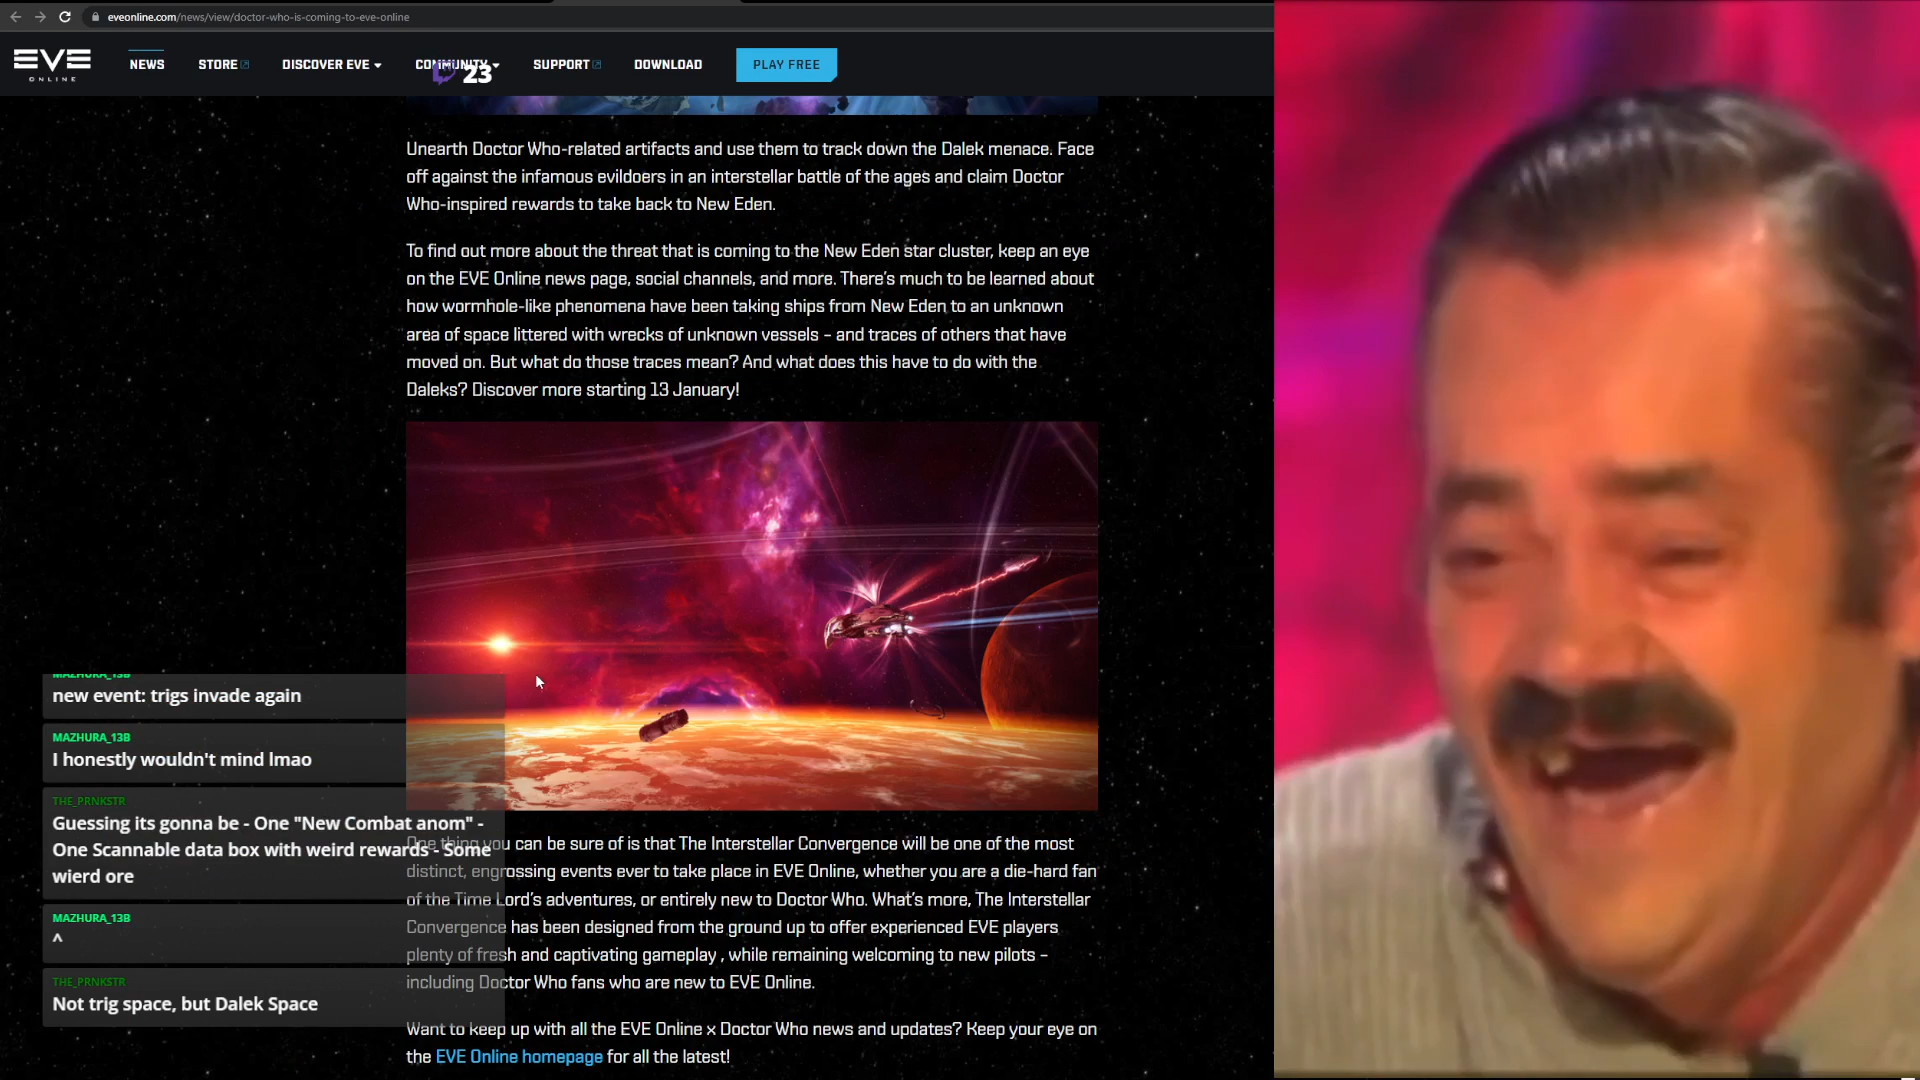 eveonline.com/news/view/doctor-who-is-coming-to-eve-online
EVE
ONLINE
NEWS
STORE
DISCOVER EVE
COMMUNITY
23
SUPPORT
DOWNLOAD
PLAY FREE
Unearth Doctor Who-related artifacts and use them to track down the Dalek menace. Face
off against the infamous evildoers in an interstellar battle of the ages and claim Doctor
Who-inspired rewards to take back to New Eden.
To find out more about the threat that is coming to the New Eden star cluster, keep an eye
on the EVE Online news page, social channels, and more. There's much to be learned about
how wormhole-like phenomena have been taking ships from New Eden to an unknown
area of space littered with wrecks of unknown vessels – and traces of others that have
moved on. But what do those traces mean? And what does this have to do with the
Daleks? Discover more starting 13 January!
MAZHURA_13B
new event: trigs invade again
MAZHURA_13B
I honestly wouldn't mind lmao
THE_PRNKSTR
Guessing its gonna be - One "New Combat anom" -
One Scannable data box with weird rewards - Some
wierd ore
MAZHURA_13B
^
THE_PRNKSTR
Not trig space, but Dalek Space
One thing you can be sure of is that The Interstellar Convergence will be one of the most
distinct, engrossing events ever to take place in EVE Online, whether you are a die-hard fan
of the Time Lord's adventures, or entirely new to Doctor Who. What's more, The Interstellar
Convergence has been designed from the ground up to offer experienced EVE players
plenty of fresh and captivating gameplay , while remaining welcoming to new pilots –
including Doctor Who fans who are new to EVE Online.
Want to keep up with all the EVE Online x Doctor Who news and updates? Keep your eye on
the EVE Online homepage for all the latest!